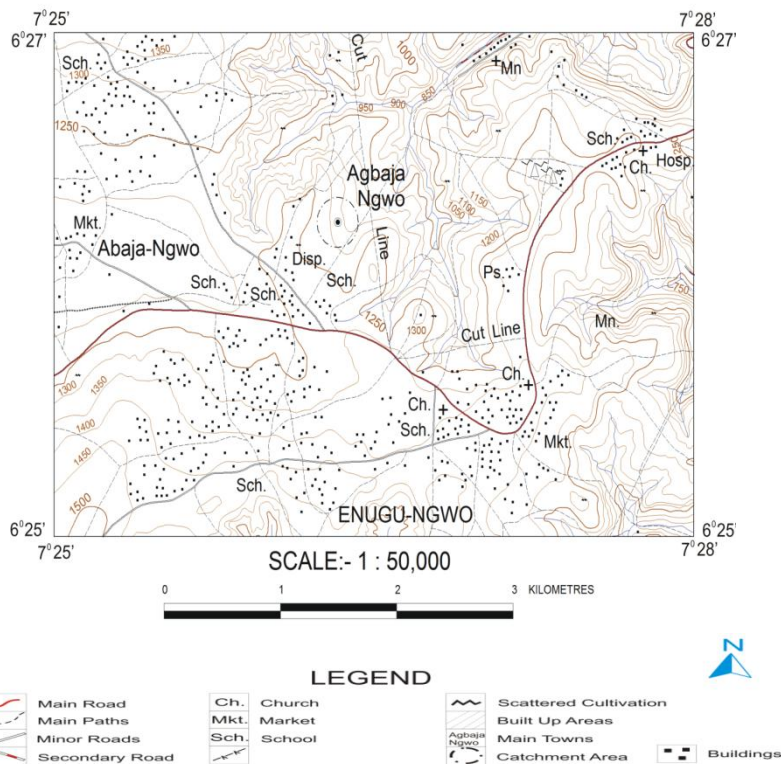 7° 25' 7° 28'
6° 27' 6° 27'
Sch. 1300 1350 Cut 1000
950 900 850 Mn
1250
Sch. 250
Ch. Hosp.
Agbaja
Ngwo
1150
1100
1050
Mkt. 1200
Abaja-Ngwo Line
Disp.
Sch. Sch. Sch. Ps. 750
1250 1300 Cut Line Mn.
1300 1350 Ch.
1400 Ch.
1450 Sch. Mkt.
1500 Sch.
ENUGU-NGWO
6° 25' 6° 25'
7° 25' 7° 28'
SCALE:- 1 : 50,000
0 1 2 3 KILOMETRES
N
LEGEND
Main Road Ch. Church Scattered Cultivation
Main Paths Mkt. Market Built Up Areas
Minor Roads Sch. School Agbaja Ngwo Main Towns
Secondary Road Catchment Area Buildings